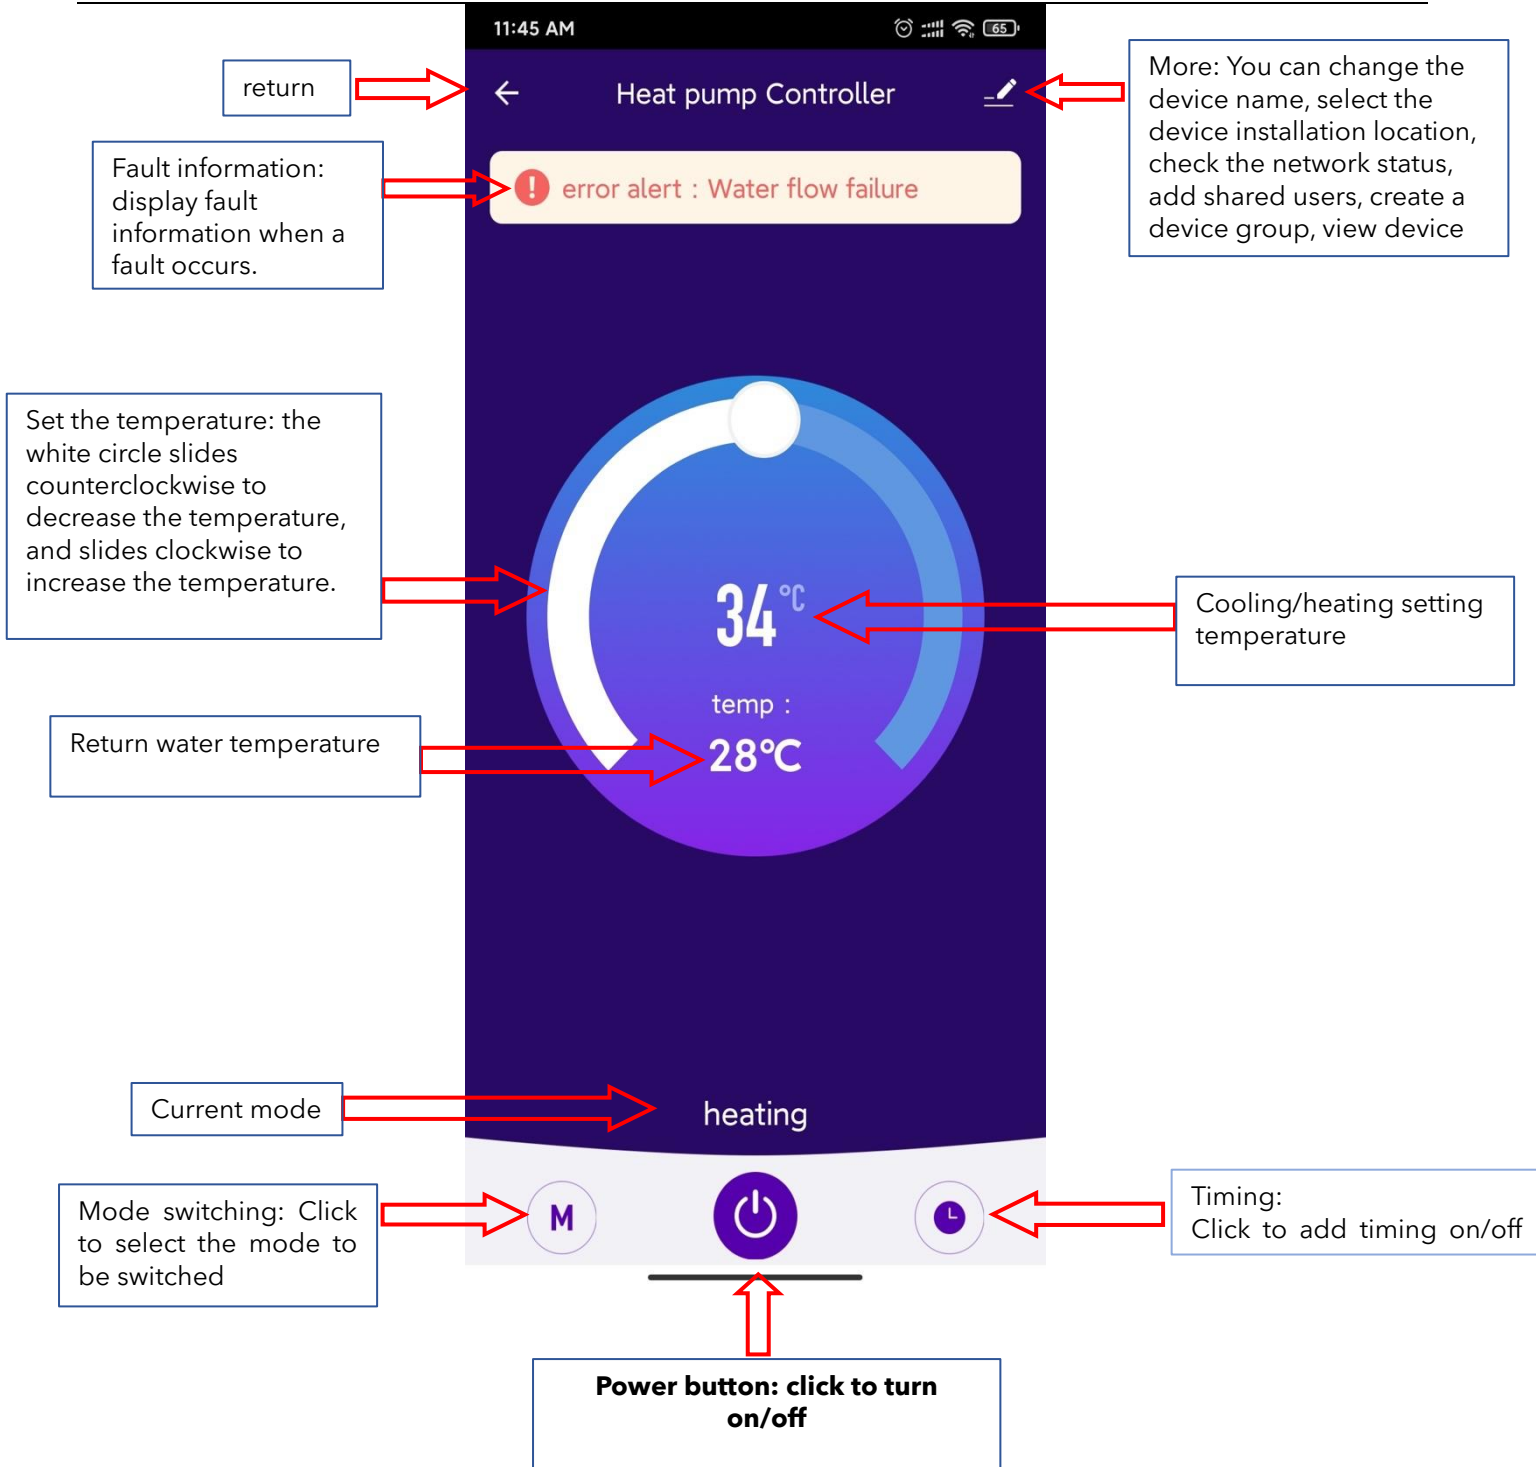 11:45 AM
65
return
Heat pump Controller
More: You can change the
device name, select the
device installation location,
check the network status,
add shared users, create a
device group, view device
Fault information:
display fault
information when a
fault occurs.
! error alert : Water flow failure
Set the temperature: the
white circle slides
counterclockwise to
decrease the temperature,
and slides clockwise to
increase the temperature.
34 °C
Cooling/heating setting
temperature
temp :
28°C
Return water temperature
Current mode
heating
Mode switching: Click
to select the mode to
be switched
M
Timing:
Click to add timing on/off
Power button: click to turn
on/off